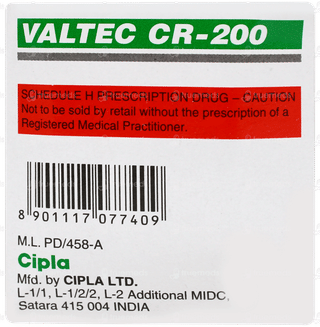 VALTEC CR-200
SCHEDULE H PRESCRIPTION DRUG – CAUTION
Not to be sold by retail without the prescription of a
Registered Medical Practitioner.
8 901117 077409
M.L. PD/458-A
Cipla
Mfd. by CIPLA LTD.
L-1/1, L-1/2/2, L-2 Additional MIDC,
Satara 415 004 INDIA